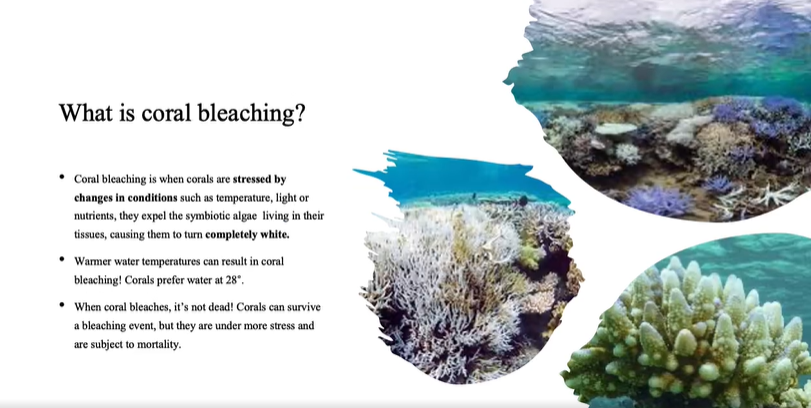 What is coral bleaching?
• Coral bleaching is when corals are stressed by
changes in conditions such as temperature, light or
nutrients, they expel the symbiotic algae living in their
tissues, causing them to turn completely white.
• Warmer water temperatures can result in coral
bleaching! Corals prefer water at 28°.
• When coral bleaches, it's not dead! Corals can survive
a bleaching event, but they are under more stress and
are subject to mortality.